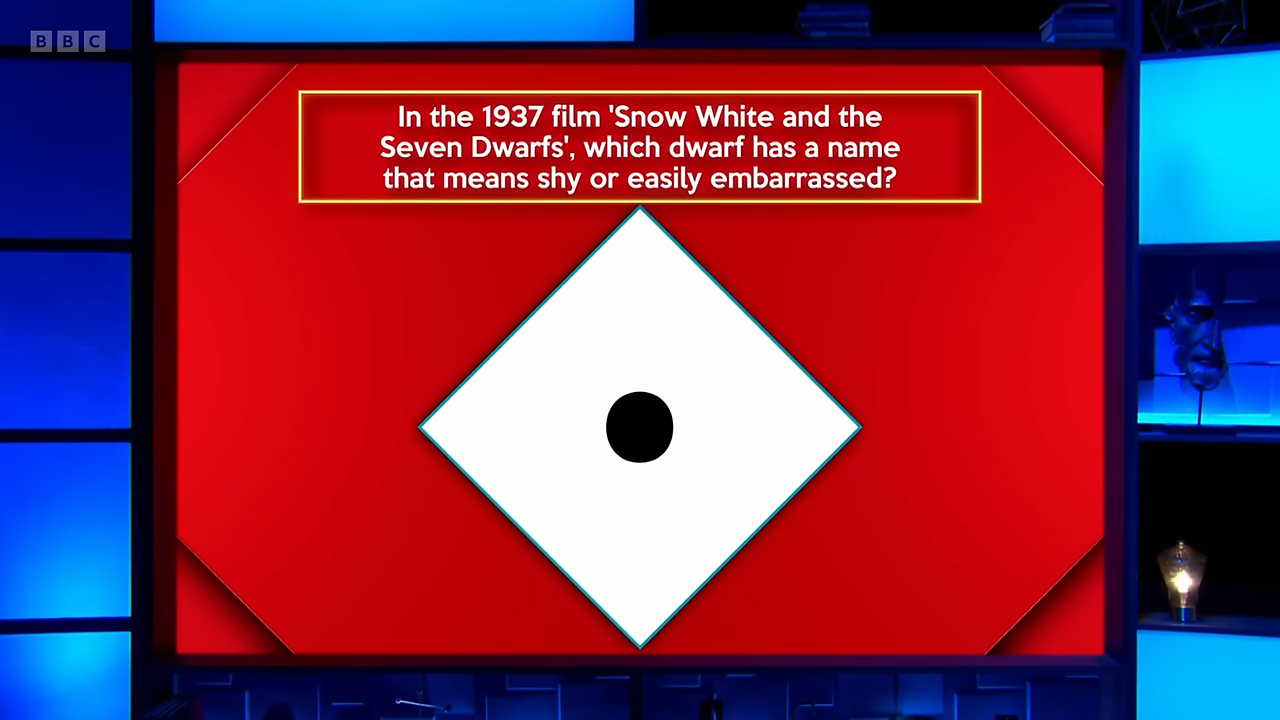 BBC
In the 1937 film 'Snow White and the
Seven Dwarfs', which dwarf has a name
that means shy or easily embarrassed?